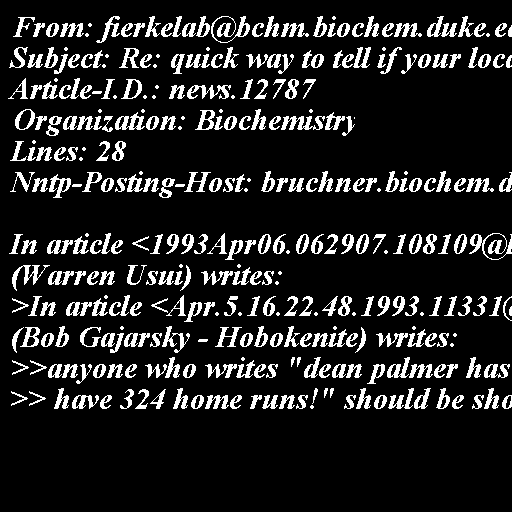 From: fierkelab@bchm.biochem.duke.e
Subject: Re: quick way to tell if your loc
Article-I.D.: news.12787
Organization: Biochemistry
Lines: 28
Nntp-Posting-Host: bruchner.biochem.d
In article <1993Apr06.062907.108109@
(Warren Usui) writes:
>In article <Apr.5.16.22.48.1993.11331@
(Bob Gajarsky - Hobokenite) writes:
>>anyone who writes "dean palmer has
>> have 324 home runs!" should be sho